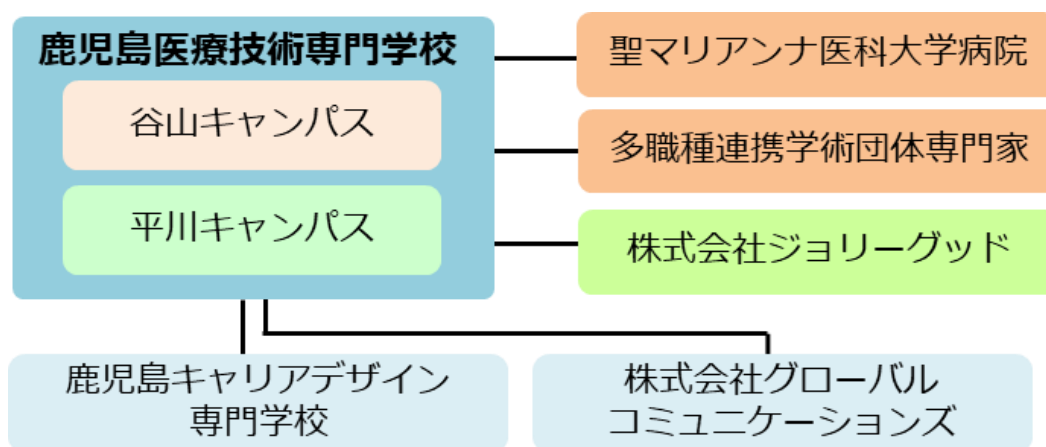 鹿児島医療技術専門学校
谷山キャンパス
平川キャンパス
聖マリアンナ医科大学病院
多職種連携学術団体専門家
株式会社ジョリーグッド
鹿児島キャリアデザイン
専門学校
株式会社グローバル
コミュニケーションズ